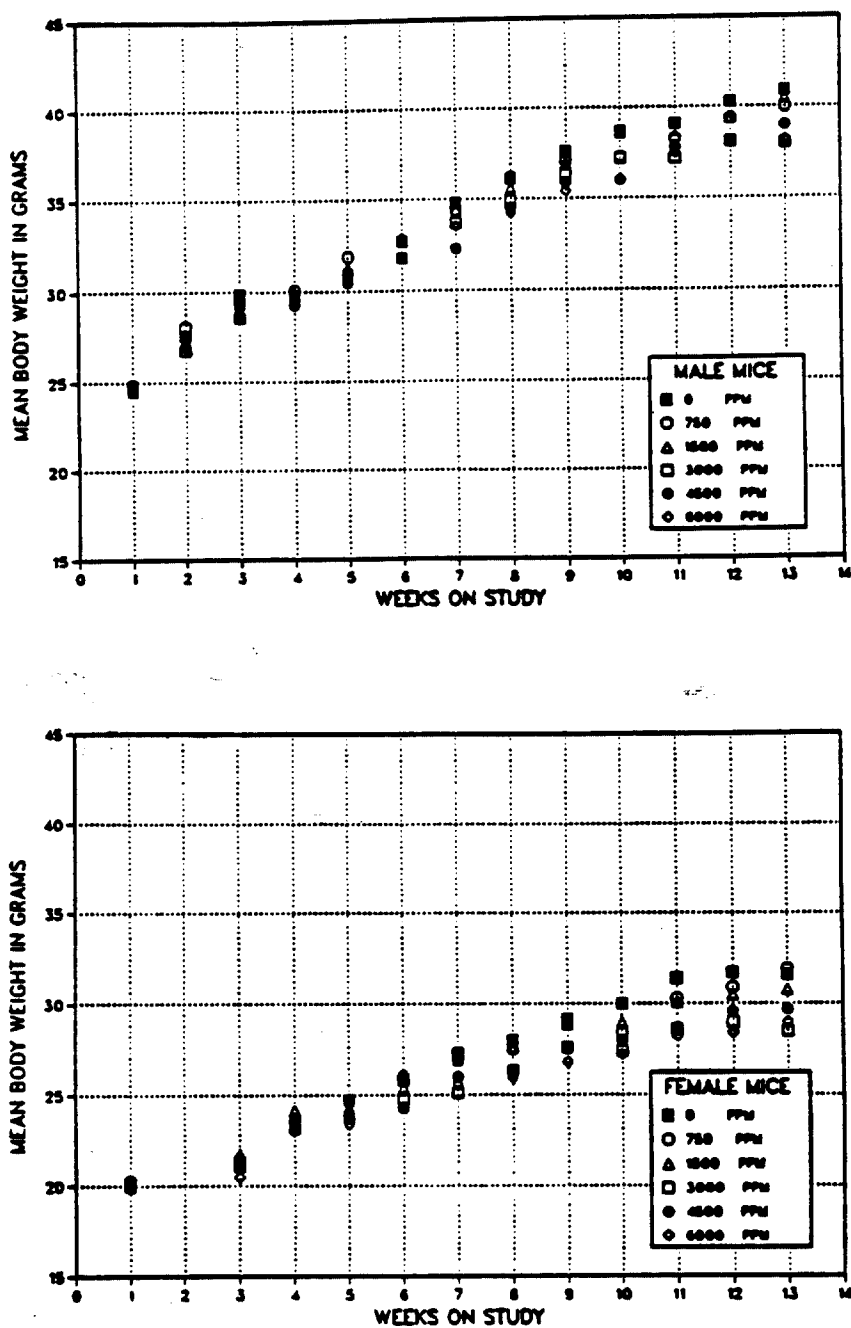 MEAN BODY WEIGHT IN GRAMS
45
40
35
30
25
20
15
0 1 2 3 4 5 6 7 8 9 10 11 12 13 14
WEEKS ON STUDY
MALE MICE
0 PPM
750 PPM
1500 PPM
3000 PPM
4500 PPM
6000 PPM
MEAN BODY WEIGHT IN GRAMS
45
40
35
30
25
20
15
0 1 2 3 4 5 6 7 8 9 10 11 12 13 14
WEEKS ON STUDY
FEMALE MICE
0 PPM
750 PPM
1500 PPM
3000 PPM
4500 PPM
6000 PPM